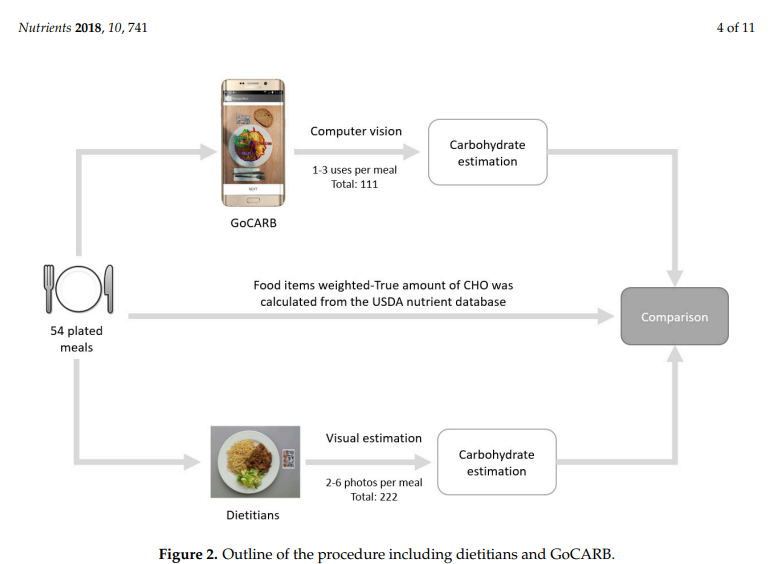 Nutrients 2018, 10, 741
4 of 11
Computer vision
1-3 uses per meal
Total: 111
Carbohydrate
estimation
NEXT
GoCARB
Food items weighted-True amount of CHO was
calculated from the USDA nutrient database
54 plated
meals
Comparison
Visual estimation
2-6 photos per meal
Total: 222
Carbohydrate
estimation
Dietitians
Figure 2. Outline of the procedure including dietitians and GoCARB.